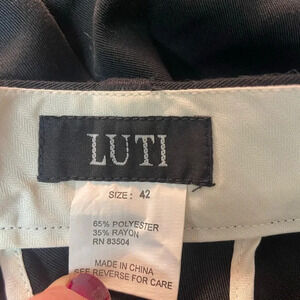 LUTI
SIZE: 42
65% POLYESTER
35% RAYON
RN 83504
MADE IN CHINA
SEE REVERSE FOR CARE